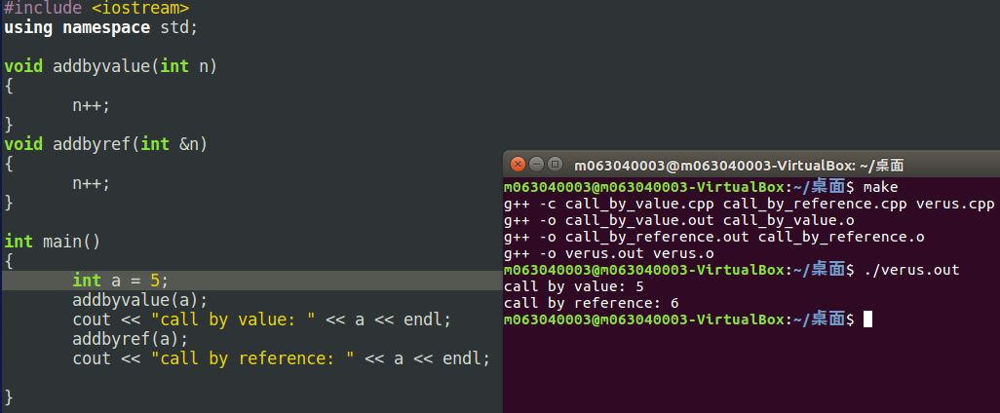 #include <iostream>
using namespace std;
void addbyvalue(int n)
{
n++;
}
void addbyref(int &n)
{
n++;
}
int main()
{
int a = 5;
addbyvalue(a);
cout << "call by value: " << a << endl;
addbyref(a);
cout << "call by reference: " << a << endl;
}
m063040003@m063040003-VirtualBox: ~/桌面
m063040003@m063040003-VirtualBox:~/桌面$ make
g++ -c call_by_value.cpp call_by_reference.cpp verus.cpp
g++ -o call_by_value.out call_by_value.o
g++ -o call_by_reference.out call_by_reference.o
g++ -o verus.out verus.o
m063040003@m063040003-VirtualBox:~/桌面$ ./verus.out
call by value: 5
call by reference: 6
m063040003@m063040003-VirtualBox:~/桌面$